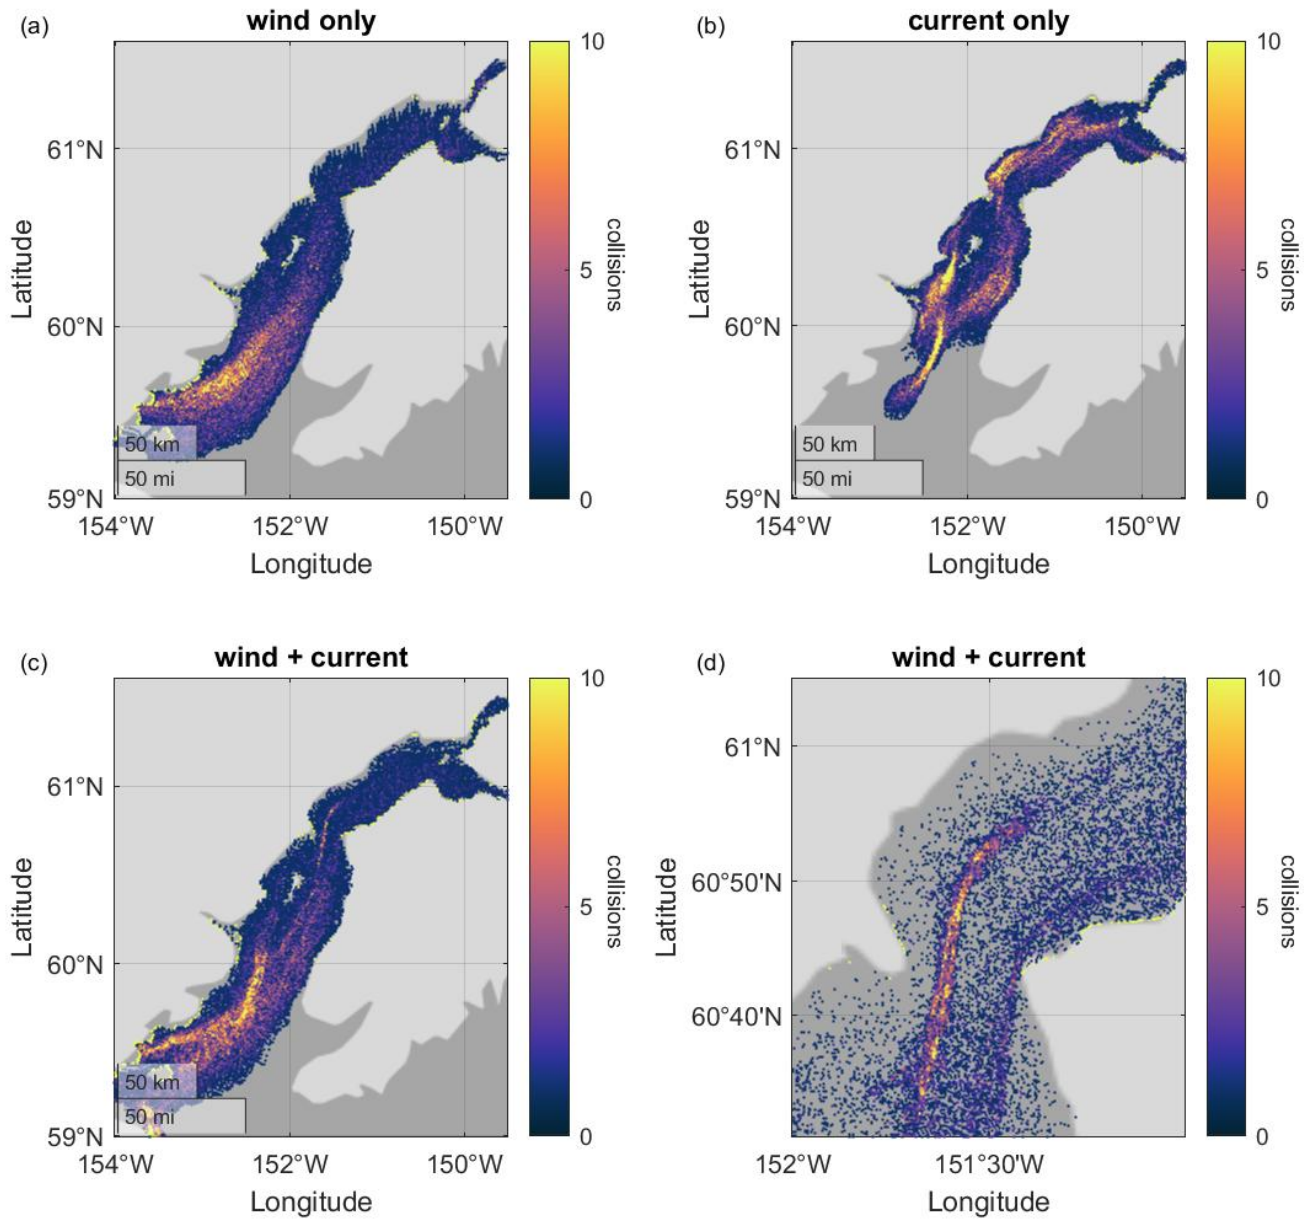 (a) wind only
10
61°N
5
collisions
Latitude
60°N
50 km
50 mi
59°N
0
154°W 152°W 150°W
Longitude
(b) current only
10
61°N
5
collisions
Latitude
60°N
50 km
50 mi
59°N
0
154°W 152°W 150°W
Longitude
(c) wind + current
10
61°N
5
collisions
Latitude
60°N
50 km
50 mi
59°N
0
154°W 152°W 150°W
Longitude
(d) wind + current
10
61°N
60°50'N
5
collisions
Latitude
60°40'N
0
152°W 151°30'W
Longitude